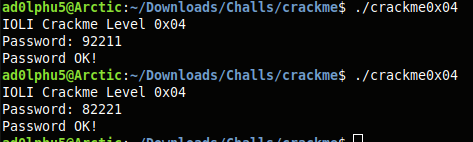 ad0lphu5@Arctic:~/Downloads/Challs/crackme$ ./crackme0x04
IOLI Crackme Level 0x04
Password: 92211
Password OK!
ad0lphu5@Arctic:~/Downloads/Challs/crackme$ ./crackme0x04
IOLI Crackme Level 0x04
Password: 82221
Password OK!
ad0lphu5@Arctic:~/Downloads/Challs/crackme$